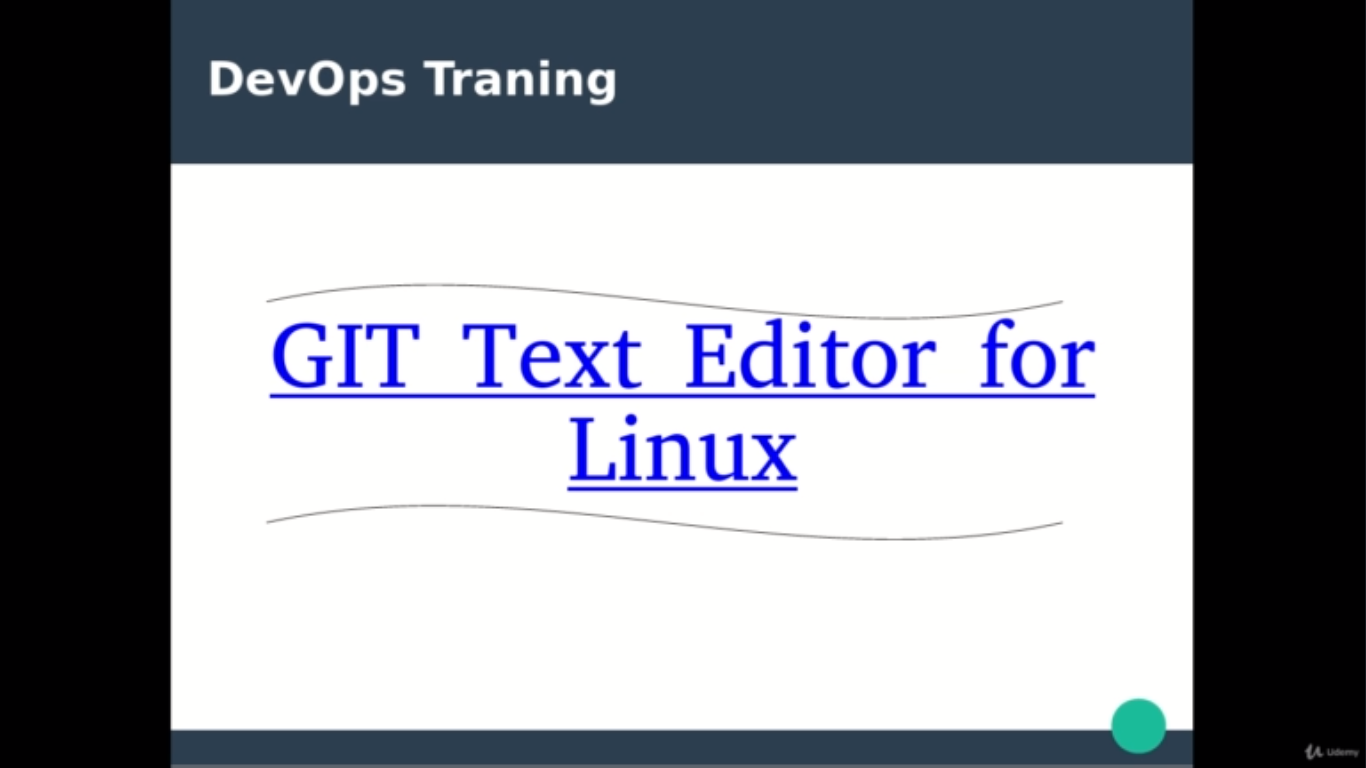 DevOps Traning
GIT Text Editor for
Linux
Udemy